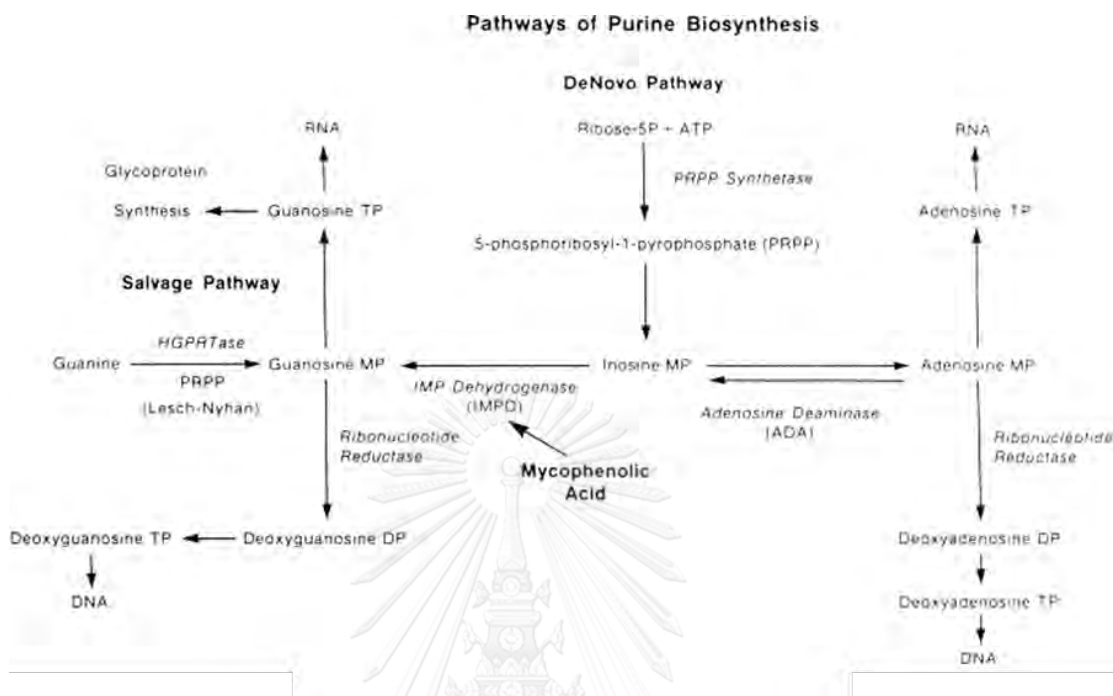 Pathways of Purine Biosynthesis
DeNovo Pathway
RNA
Ribose-5P + ATP
RNA
Glycoprotein
PRPP Synthetase
Synthesis
Guanosine TP
Adenosine TP
5-phosphoribosyl-1-pyrophosphate (PRPP)
Salvage Pathway
HGPRTase
Guanine
Guanosine MP
Inosine MP
Adenosine MP
PRPP
(Lesch-Nyhan)
IMP Dehydrogenase
(IMPD)
Adenosine Deaminase
(ADA)
Ribonucleotide
Reductase
Ribonucleotide
Reductase
Mycophenolic
Acid
Deoxyguanosine TP
Deoxyguanosine DP
Deoxyadenosine DP
DNA
Deoxyadenosine TP
DNA